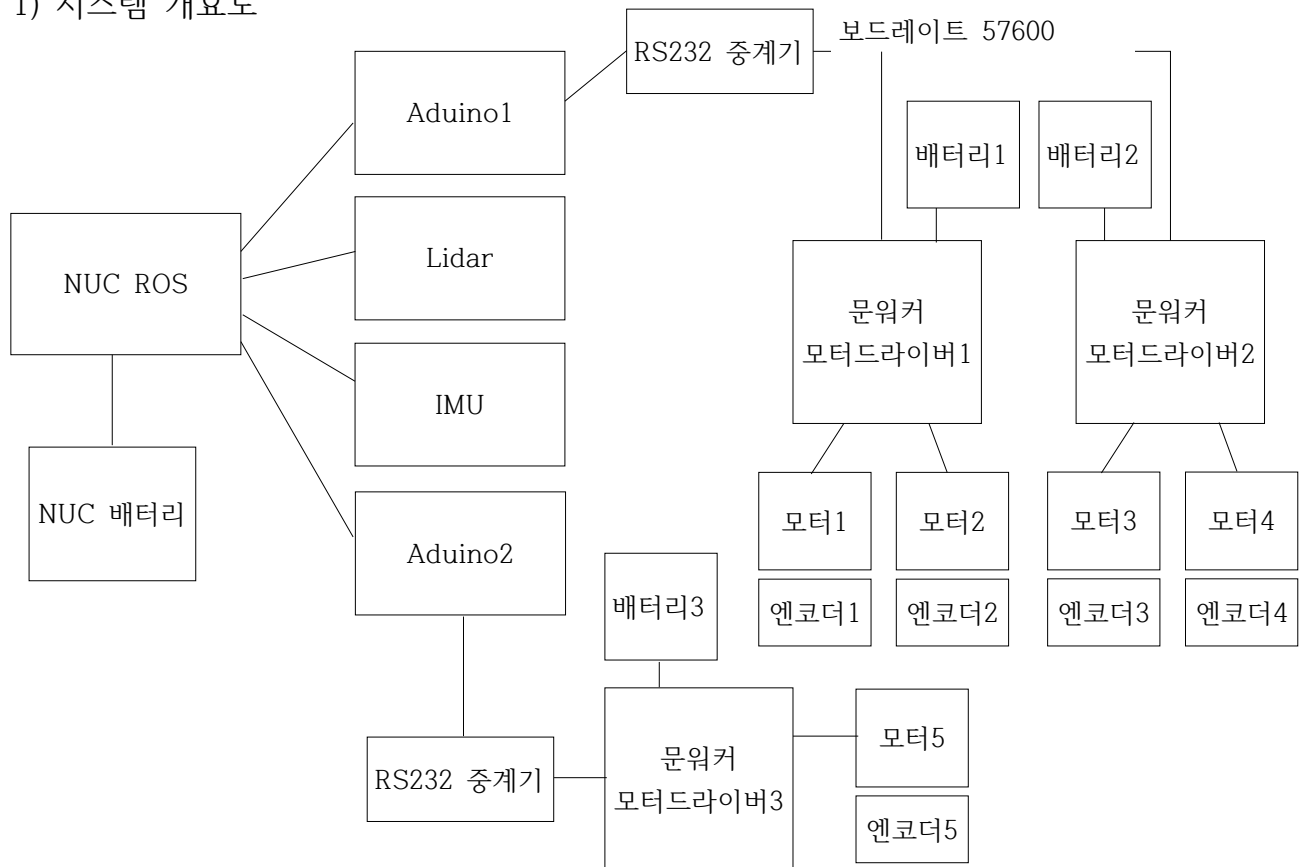 1) 시스템 개요도
RS232 중계기
보드레이트 57600
Aduino1
배터리1
배터리2
NUC ROS
Lidar
문워커
모터드라이버1
문워커
모터드라이버2
IMU
NUC 배터리
모터1
모터2
모터3
모터4
Aduino2
배터리3
엔코더1
엔코더2
엔코더3
엔코더4
RS232 중계기
문워커
모터드라이버3
모터5
엔코더5